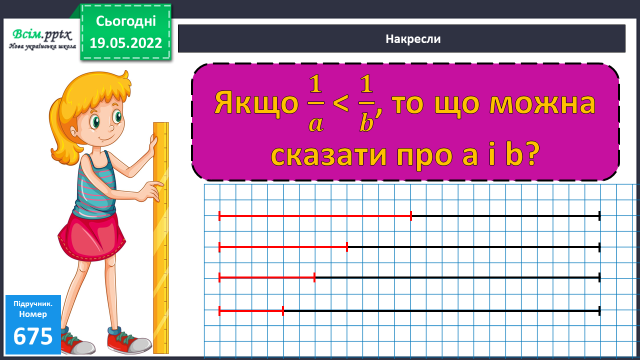 Всім.pptx
Нова українська школа
Сьогодні
19.05.2022
Накресли
Якщо 1/a < 1/b, то що можна
сказати про а і b?
Підручник.
Номер
675